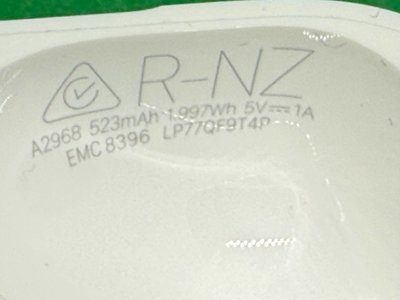 R-NZ
A2968 523mAh 1.997Wh 5V⎓1A
EMC 8396 LP77QF9T4P